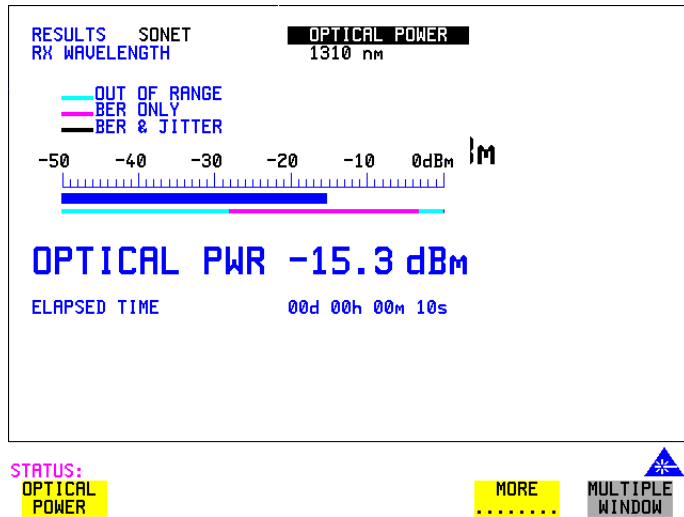 RESULTS SONET OPTICAL POWER
RX WAVELENGTH 1310 nm
OUT OF RANGE
BER ONLY
BER & JITTER
-50 -40 -30 -20 -10 0dBm
OPTICAL PWR -15.3 dBm
ELAPSED TIME 00d 00h 00m 10s
STATUS:
OPTICAL POWER
MORE ........
MULTIPLE WINDOW